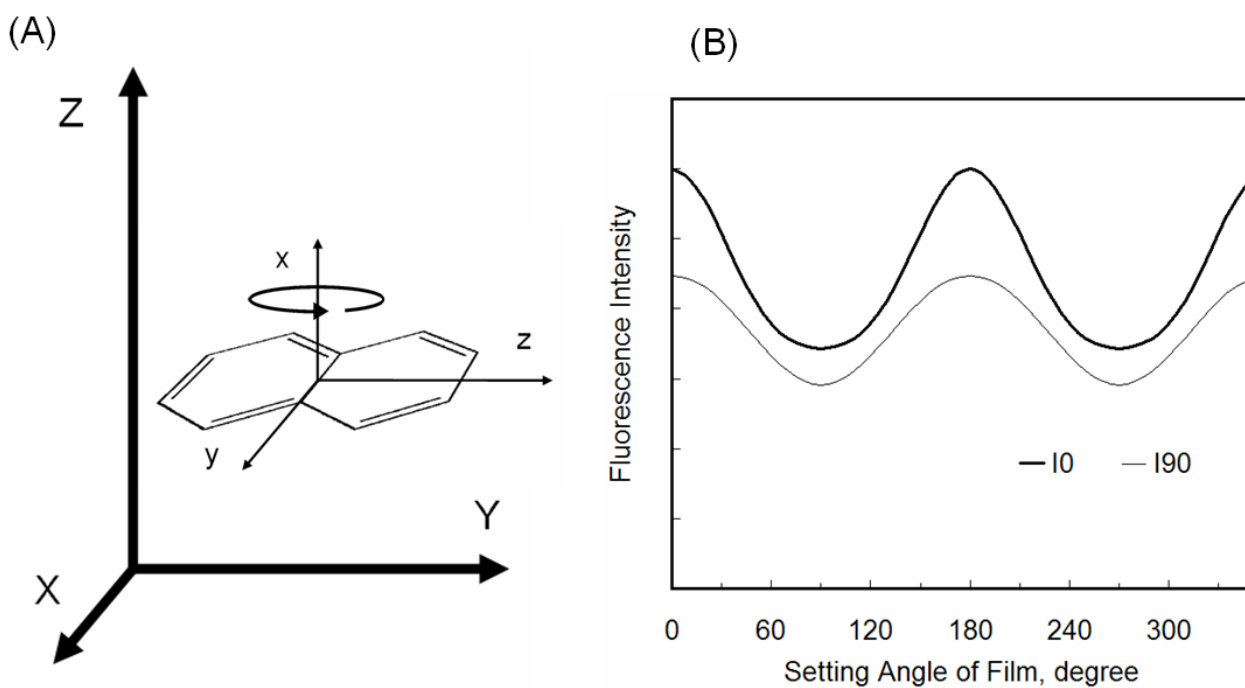 (A)
Z
x
z
y
Y
X
(B)
Fluorescence Intensity
I0 I90
0 60 120 180 240 300
Setting Angle of Film, degree